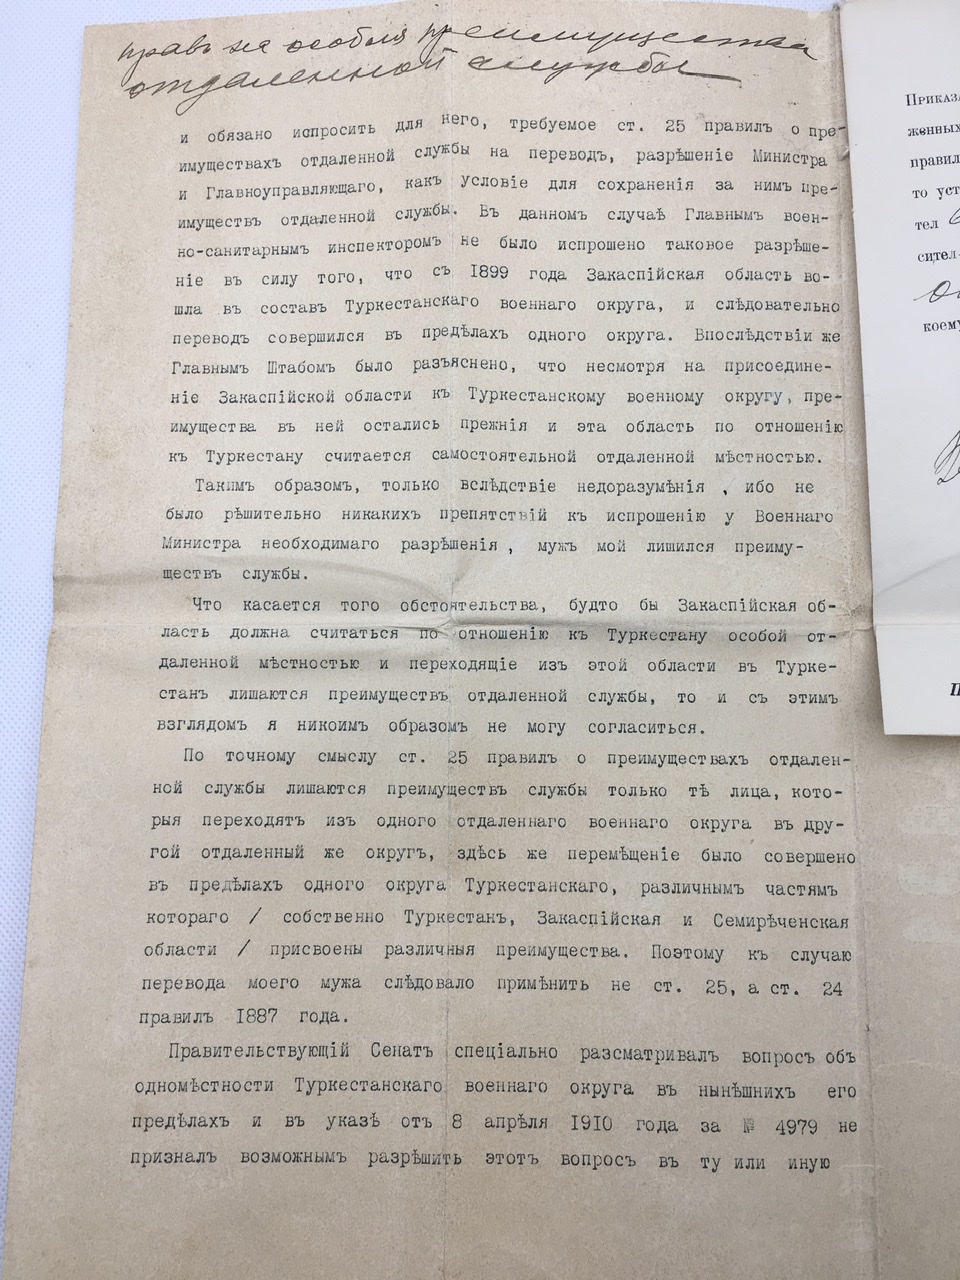 правъ на особыя преимущества
отдаленной службы
и обязано испросить для него, требуемое ст. 25 правилъ о пре-
имуществахъ отдаленной службы на переводъ, разрѣшеніе Министра
и Главноуправляющаго, какъ условіе для сохраненія за нимъ пре-
имуществъ отдаленной службы. Въ данномъ случаѣ Главнымъ воен-
но-санитарнымъ инспекторомъ не было испрошено таковое разрѣше-
ніе въ силу того, что съ 1899 года Закаспійская область во-
шла въ составъ Туркестанскаго военнаго округа, и слѣдовательно
переводъ совершился въ предѣлахъ одного округа. Впослѣдствіи же
Главнымъ Штабомъ было разъяснено, что несмотря на присоедине-
ніе Закаспійской области къ Туркестанскому военному округу, пре-
имущества въ ней остались прежнія и эта область по отношенію
къ Туркестану считается самостоятельной отдаленной мѣстностью.
Такимъ образомъ, только вслѣдствіе недоразумѣнія , ибо не
было рѣшительно никакихъ препятствій къ испрошенію у Военнаго
Министра необходимаго разрѣшенія , мужъ мой лишился преиму-
ществъ службы.
Что касается того обстоятельства, будто бы Закаспійская об-
ласть должна считаться по отношенію къ Туркестану особой от-
даленной мѣстностью и переходящіе изъ этой области въ Турке-
станъ лишаются преимуществъ отдаленной службы, то и съ этимъ
взглядомъ я никоимъ образомъ не могу согласиться.
По точному смыслу ст. 25 правилъ о преимуществахъ отдален-
ной службы лишаются преимуществъ службы только тѣ лица, кото-
рыя переходятъ изъ одного отдаленнаго военнаго округа въ дру-
гой отдаленный же округъ, здѣсь же перемѣщеніе было совершено
въ предѣлахъ одного округа Туркестанскаго, различнымъ частямъ
котораго / собственно Туркестанъ, Закаспійская и Семирѣченская
области / присвоены различныя преимущества. Поэтому къ случаю
перевода моего мужа слѣдовало примѣнить не ст. 25, а ст. 24
правилъ 1887 года.
Правительствующій Сенатъ спеціально разсматривалъ вопросъ объ
одномѣстности Туркестанскаго военнаго округа въ нынѣшнихъ его
предѣлахъ и въ указѣ отъ 8 апрѣля 1910 года за № 4979 не
призналъ возможнымъ разрѣшить этотъ вопросъ въ ту или иную
Приказ
женныхъ
правил
то уст
тел
сител
коему